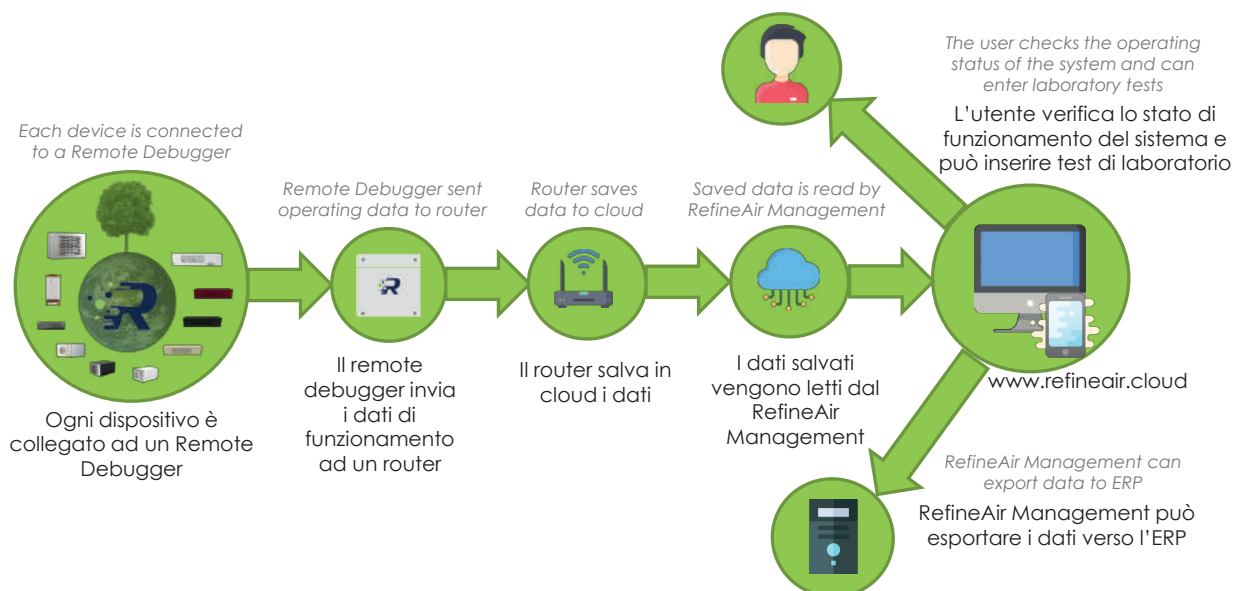 Each device is connected
to a Remote Debugger
Ogni dispositivo è
collegato ad un Remote
Debugger
Remote Debugger sent
operating data to router
Il remote
debugger invia
i dati di
funzionamento
ad un router
Router saves
data to cloud
Il router salva in
cloud i dati
Saved data is read by
RefineAir Management
I dati salvati
vengono letti dal
RefineAir
Management
The user checks the operating
status of the system and can
enter laboratory tests
L’utente verifica lo stato di
funzionamento del sistema e
può inserire test di laboratorio
www.refineair.cloud
RefineAir Management can
export data to ERP
RefineAir Management può
esportare i dati verso l’ERP
R
R